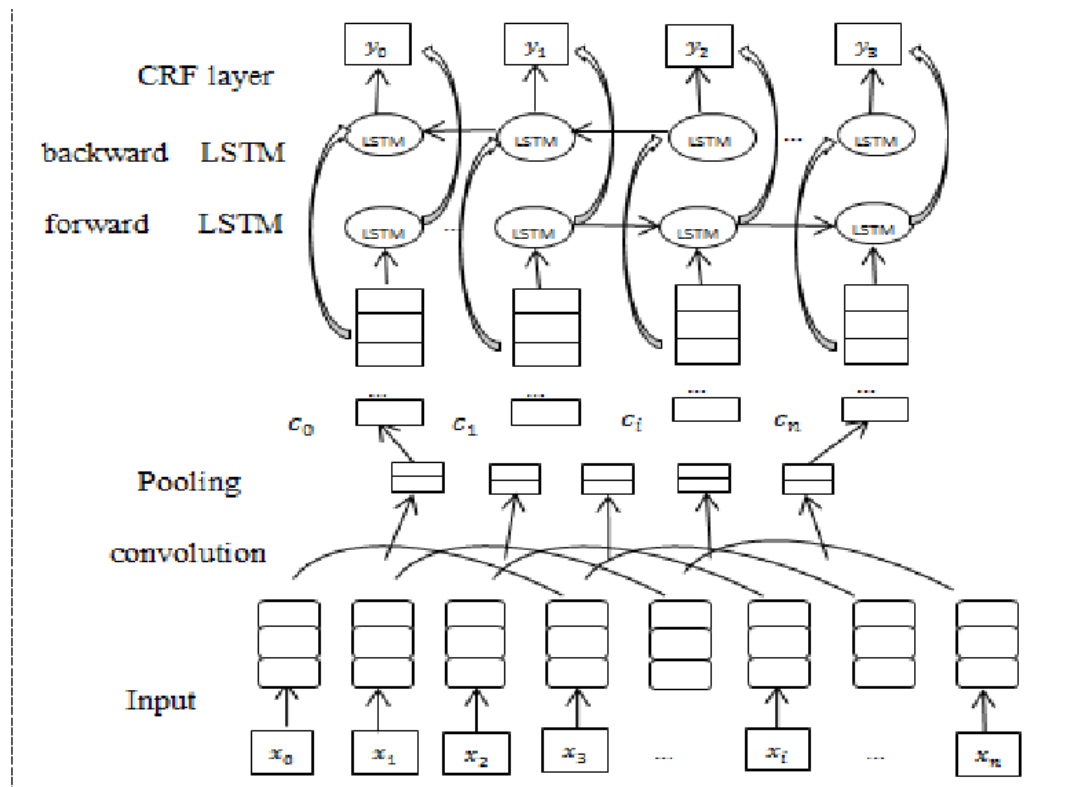 y₀ y₁ y₂ y₃
CRF layer
backward LSTM LSTM LSTM LSTM ... LSTM
forward LSTM LSTM ... LSTM LSTM LSTM
... ... ... ...
c₀ c₁ cᵢ cₙ
Pooling
convolution
Input
x₀ x₁ x₂ x₃ ... xᵢ ... xₙ